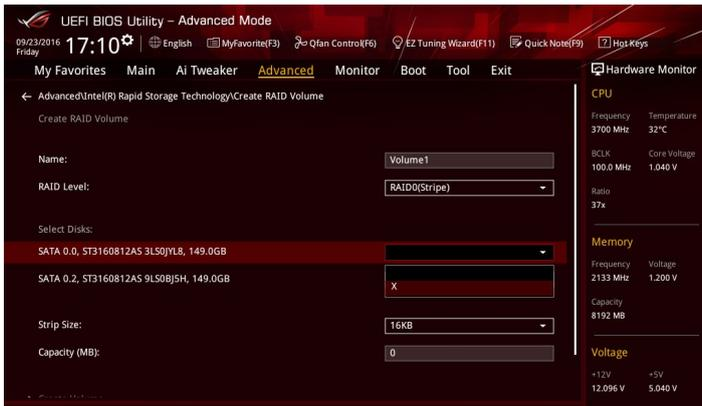 UEFI BIOS Utility – Advanced Mode
09/23/2016
Friday
17:10
English
MyFavorite(F3)
Qfan Control(F6)
EZ Tuning Wizard(F11)
Quick Note(F9)
? Hot Keys
My Favorites
Main
Ai Tweaker
Advanced
Monitor
Boot
Tool
Exit
Hardware Monitor
← Advanced\Intel(R) Rapid Storage Technology\Create RAID Volume
Create RAID Volume
Name:
Volume1
RAID Level:
RAID0(Stripe)
Select Disks:
SATA 0.0, ST3160812AS 3LS0JYL8, 149.0GB
SATA 0.2, ST3160812AS 9LS0BJ5H, 149.0GB
X
Strip Size:
16KB
Capacity (MB):
0
Create Volume
CPU
Frequency
Temperature
3700 MHz
32°C
BCLK
Core Voltage
100.0 MHz
1.040 V
Ratio
37x
Memory
Frequency
Voltage
2133 MHz
1.200 V
Capacity
8192 MB
Voltage
+12V
+5V
12.096 V
5.040 V